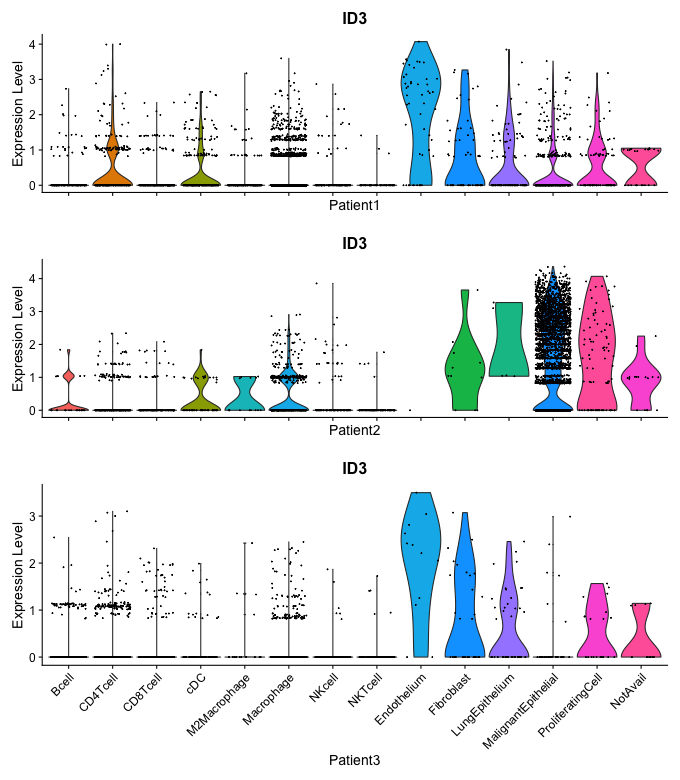 ID3
Expression Level
4
3
2
1
0
Patient1
ID3
Expression Level
4
3
2
1
0
Patient2
ID3
Expression Level
3
2
1
0
Bcell
CD4Tcell
CD8Tcell
cDC
M2Macrophage
Macrophage
NKcell
NKTcell
Endothelium
Fibroblast
LungEpithelium
MalignantEpithelial
ProliferatingCell
NotAvail
Patient3